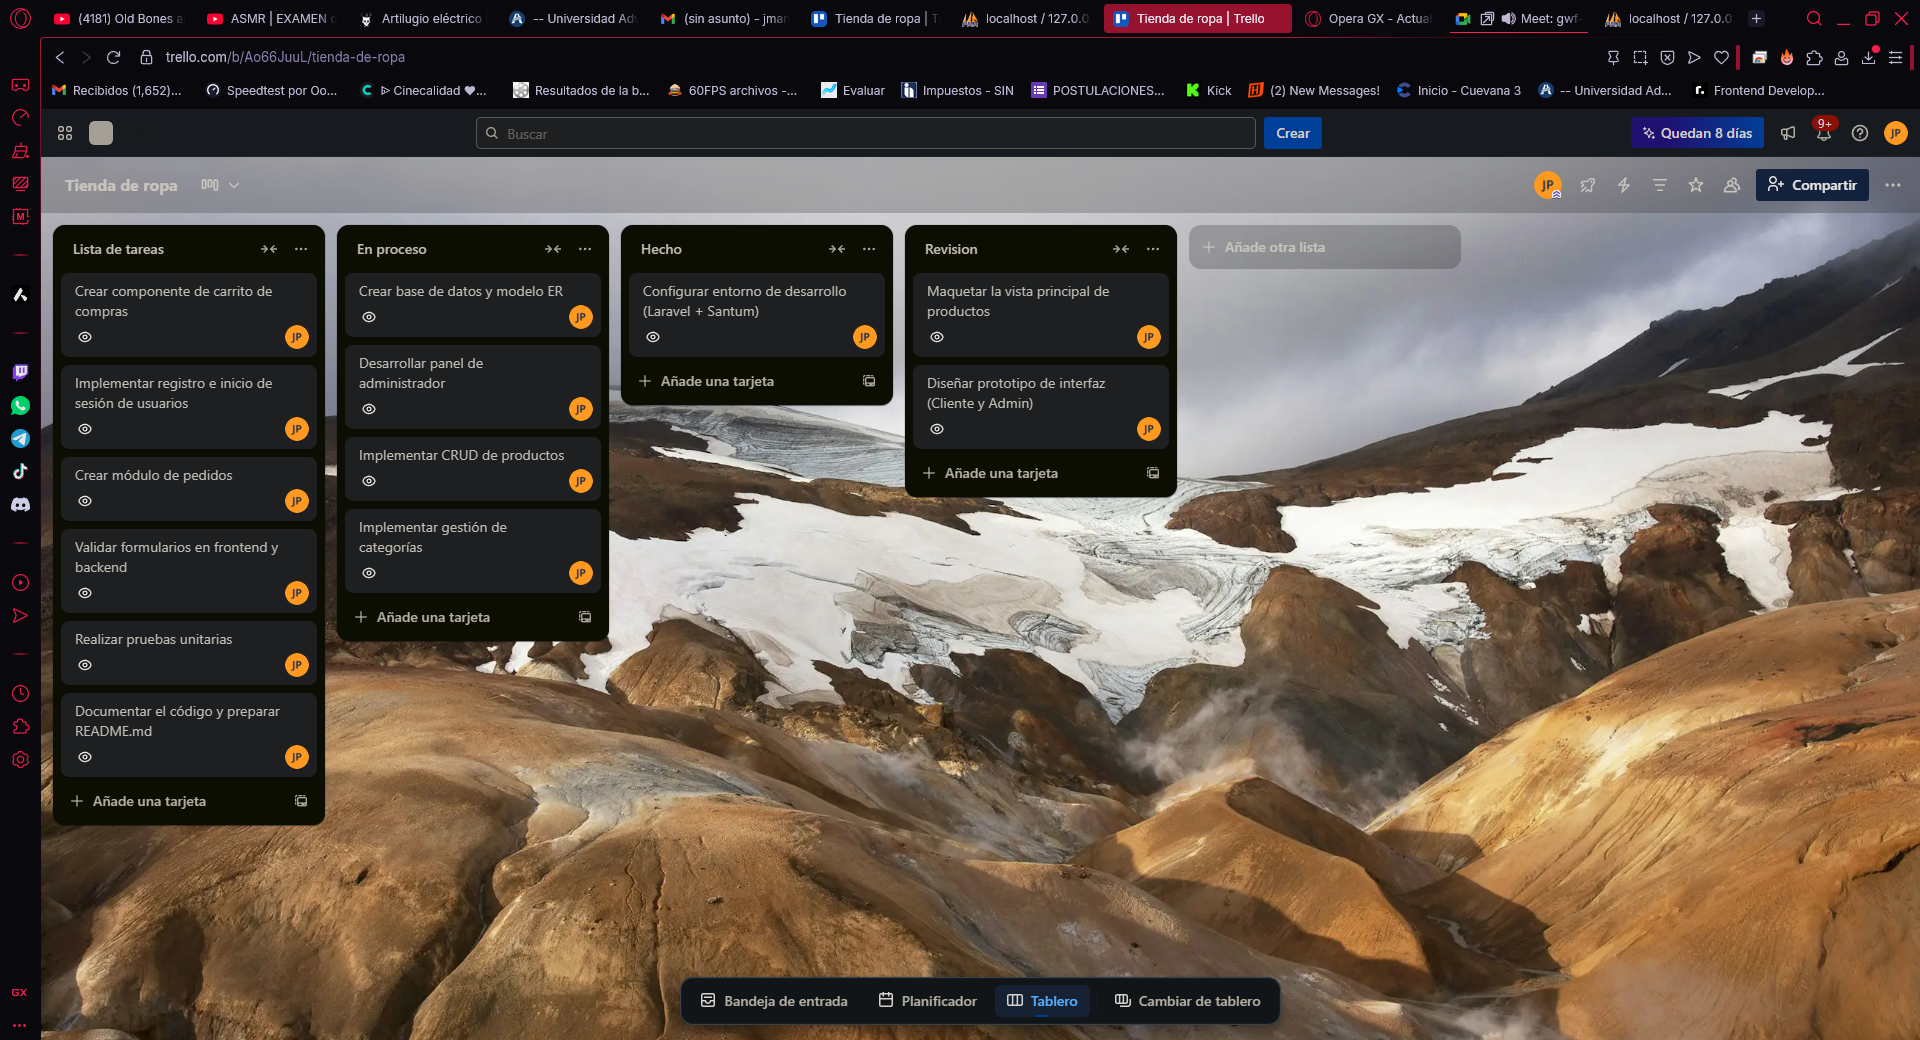 (4181) Old Bones a
ASMR | EXAMEN
Artilugio eléctrico
-- Universidad Adv
(sin asunto) - jman
Tienda de ropa | T
localhost / 127.0.0
Tienda de ropa | Trello
Opera GX - Actual
Meet: gwf-
localhost / 127.0.0.
trello.com/b/Ao66JuuL/tienda-de-ropa
Recibidos (1,652)...
Speedtest por Oo...
Cinecalidad ❤️...
Resultados de la b...
60FPS archivos -...
Evaluar
Impuestos - SIN
POSTULACIONES...
Kick
(2) New Messages!
Inicio - Cuevana 3
-- Universidad Ad...
Frontend Develop...
Buscar
Crear
Quedan 8 días
9+
JP
Tienda de ropa
JP
Compartir
Lista de tareas
Crear componente de carrito de
compras
JP
Implementar registro e inicio de
sesión de usuarios
JP
Crear módulo de pedidos
JP
Validar formularios en frontend y
backend
JP
Realizar pruebas unitarias
JP
Documentar el código y preparar
README.md
JP
Añade una tarjeta
En proceso
Crear base de datos y modelo ER
JP
Desarrollar panel de
administrador
JP
Implementar CRUD de productos
JP
Implementar gestión de
categorías
JP
Añade una tarjeta
Hecho
Configurar entorno de desarrollo
(Laravel + Santum)
JP
Añade una tarjeta
Revision
Maquetar la vista principal de
productos
JP
Diseñar prototipo de interfaz
(Cliente y Admin)
JP
Añade una tarjeta
Añade otra lista
GX
Bandeja de entrada
Planificador
Tablero
Cambiar de tablero